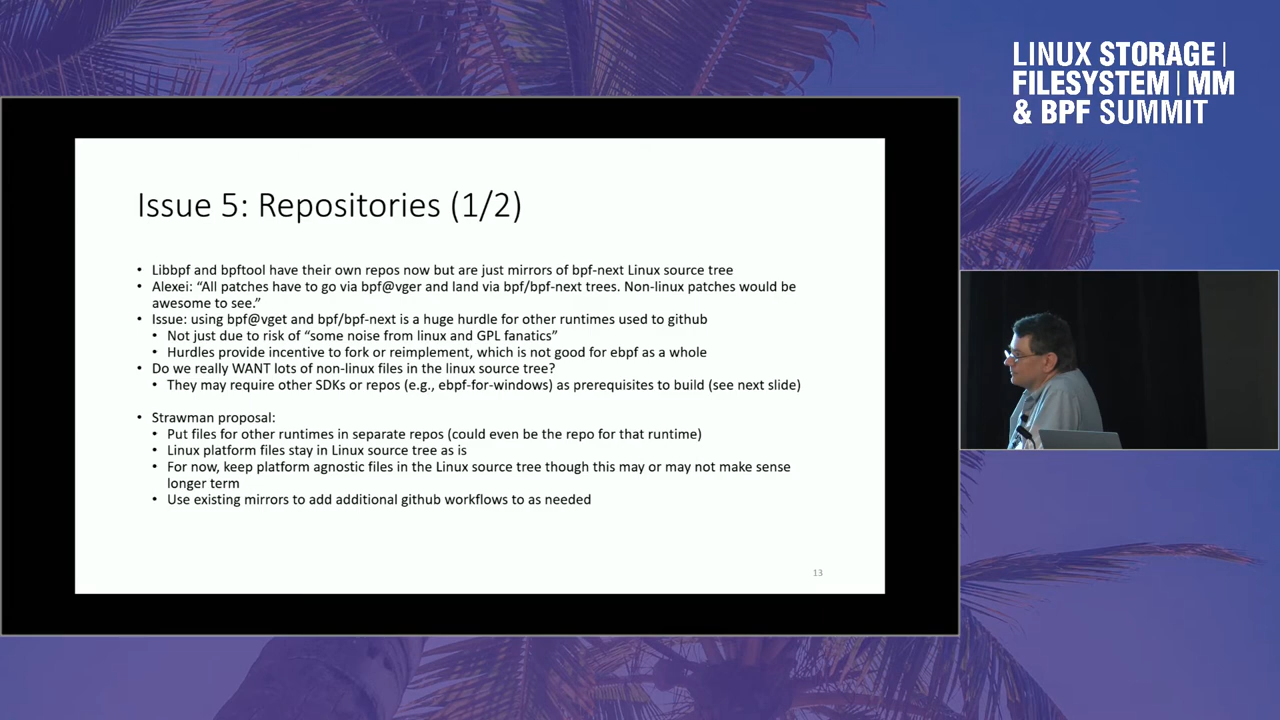 LINUX STORAGE |
FILESYSTEM | MM
& BPF SUMMIT
Issue 5: Repositories (1/2)
• Libbpf and bpftool have their own repos now but are just mirrors of bpf-next Linux source tree
• Alexei: “All patches have to go via bpf@vger and land via bpf/bpf-next trees. Non-linux patches would be
awesome to see.”
• Issue: using bpf@vget and bpf/bpf-next is a huge hurdle for other runtimes used to github
• Not just due to risk of “some noise from linux and GPL fanatics”
• Hurdles provide incentive to fork or reimplement, which is not good for ebpf as a whole
• Do we really WANT lots of non-linux files in the linux source tree?
• They may require other SDKs or repos (e.g., ebpf-for-windows) as prerequisites to build (see next slide)
• Strawman proposal:
• Put files for other runtimes in separate repos (could even be the repo for that runtime)
• Linux platform files stay in Linux source tree as is
• For now, keep platform agnostic files in the Linux source tree though this may or may not make sense
longer term
• Use existing mirrors to add additional github workflows to as needed
13